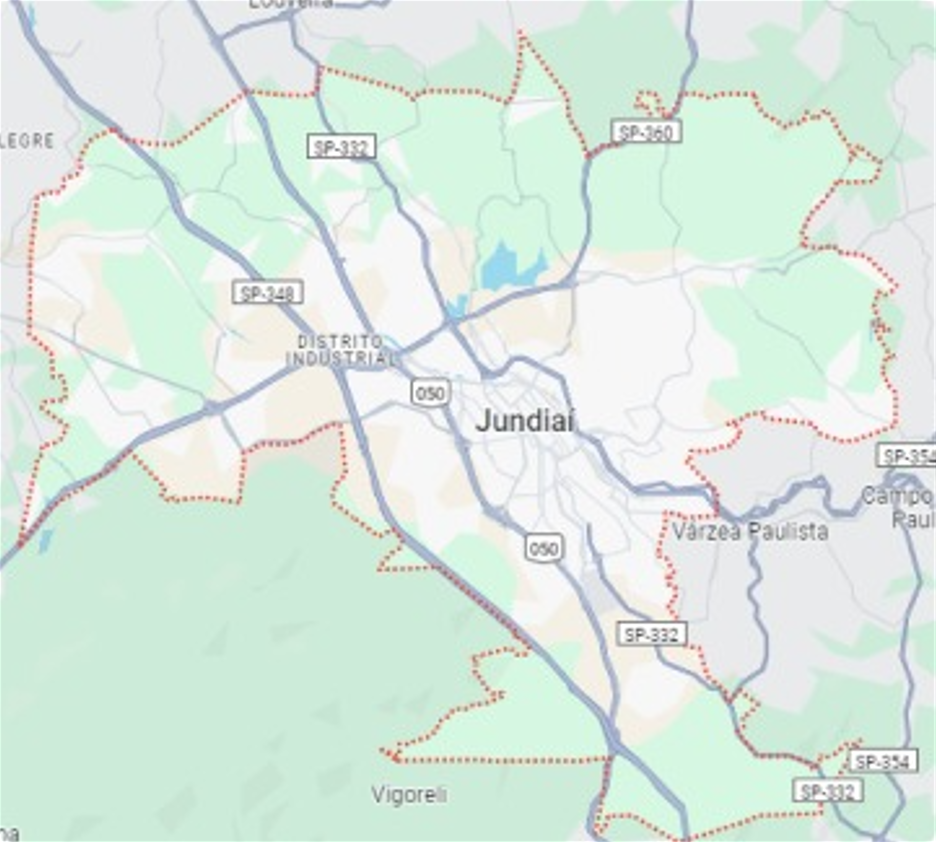 Louveira
LEGRE
SP-332
SP-360
SP-348
DISTRITO
INDUSTRIAL
050
Jundiaí
SP-354
Campo
Paul
Várzea Paulista
050
SP-332
SP-354
SP-332
Vigoreli
na